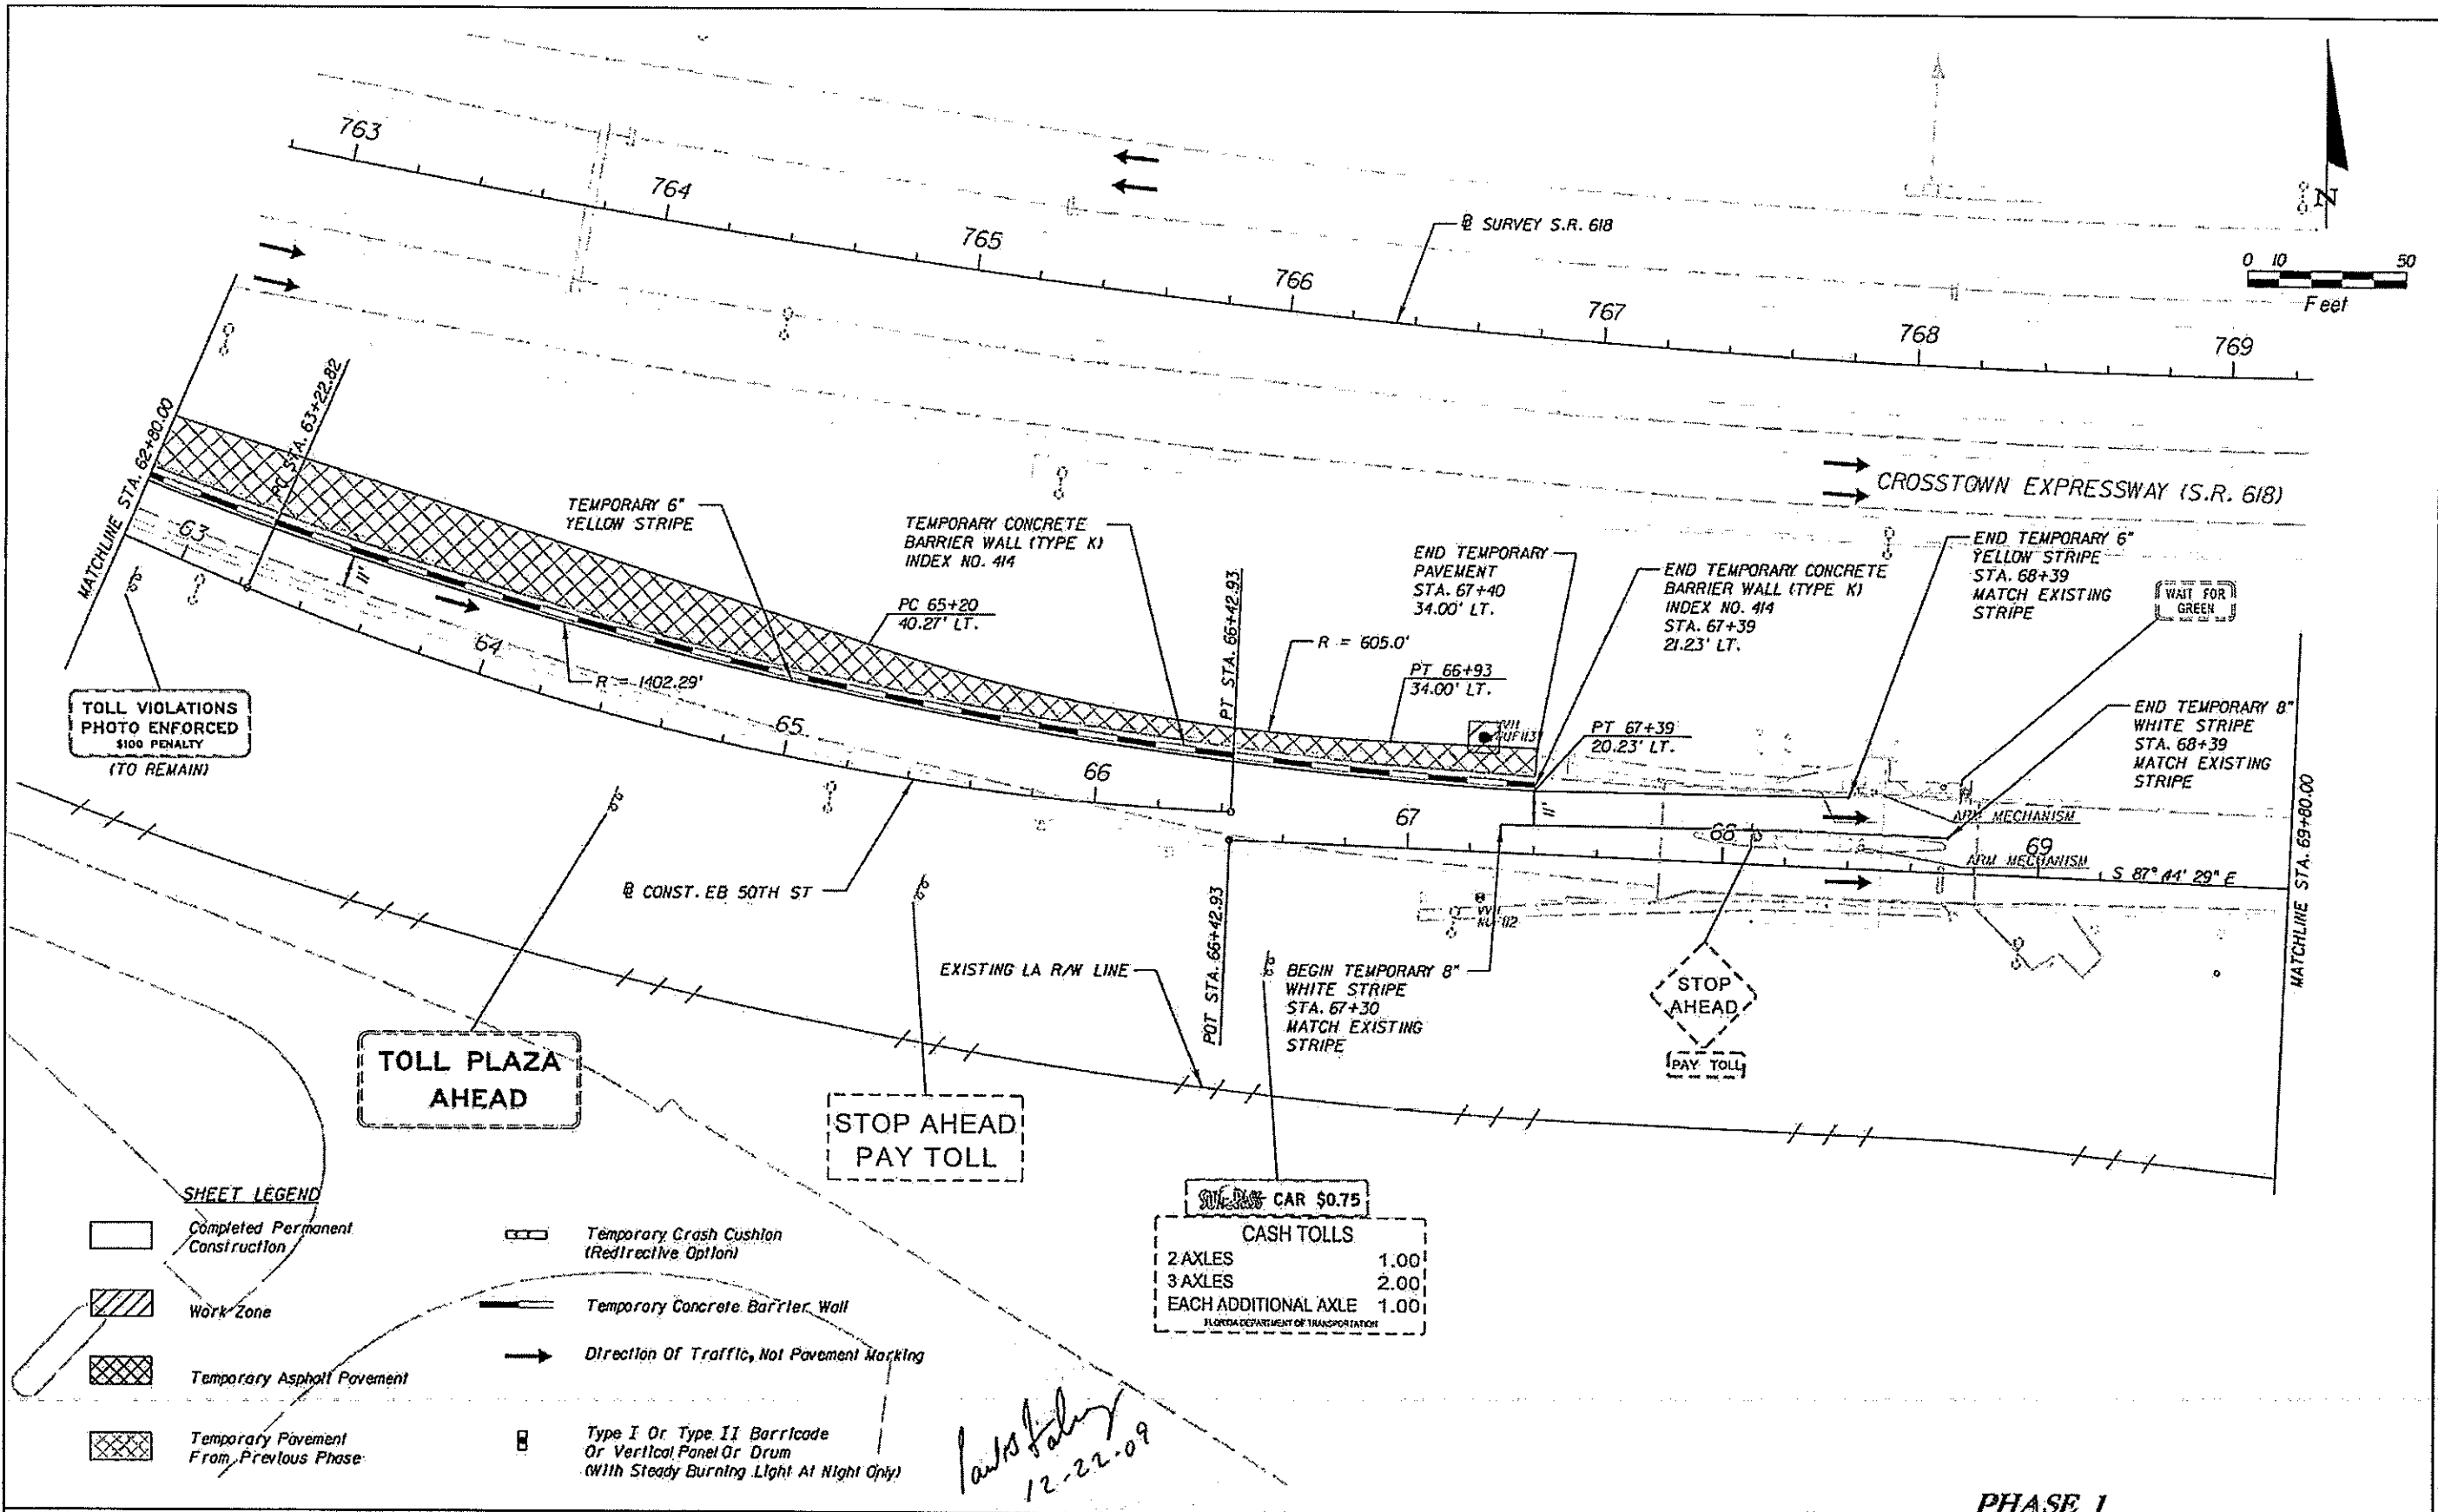 763
764
765
766
767
768
769
℄ SURVEY S.R. 618
N
0 10 50
Feet
CROSSTOWN EXPRESSWAY (S.R. 618)
MATCHLINE STA. 62+80.00
PC STA. 63+22.82
TEMPORARY 6"
YELLOW STRIPE
TEMPORARY CONCRETE
BARRIER WALL (TYPE K)
INDEX NO. 414
PC 65+20
40.27' LT.
PT STA. 66+42.93
R = 605.0'
PT 66+93
34.00' LT.
END TEMPORARY
PAVEMENT
STA. 67+40
34.00' LT.
END TEMPORARY CONCRETE
BARRIER WALL (TYPE K)
INDEX NO. 414
STA. 67+39
21.23' LT.
END TEMPORARY 6"
YELLOW STRIPE
STA. 68+39
MATCH EXISTING
STRIPE
WAIT FOR
GREEN
END TEMPORARY 8"
WHITE STRIPE
STA. 68+39
MATCH EXISTING
STRIPE
PT 67+39
20.23' LT.
63
64
65
66
67
68
69
11'
11'
R = 1402.29'
TOLL VIOLATIONS
PHOTO ENFORCED
$100 PENALTY
(TO REMAIN)
ARM MECHANISM
ARM MECHANISM
S 87° 44' 29" E
MATCHLINE STA. 69+80.00
℄ CONST. EB 50TH ST
EXISTING LA R/W LINE
POT STA. 66+42.93
BEGIN TEMPORARY 8"
WHITE STRIPE
STA. 67+30
MATCH EXISTING
STRIPE
STOP
AHEAD
PAY TOLL
TOLL PLAZA
AHEAD
STOP AHEAD
PAY TOLL
CAR $0.75
CASH TOLLS
2 AXLES 1.00
3 AXLES 2.00
EACH ADDITIONAL AXLE 1.00
FLORIDA DEPARTMENT OF TRANSPORTATION
SHEET LEGEND
Completed Permanent
Construction
Work Zone
Temporary Asphalt Pavement
Temporary Pavement
From Previous Phase
Temporary Crash Cushion
(Redirective Option)
Temporary Concrete Barrier Wall
Direction Of Traffic, Not Pavement Marking
Type I Or Type II Barricade
Or Vertical Panel Or Drum
(With Steady Burning Light At Night Only)
12-22-09
PHASE 1